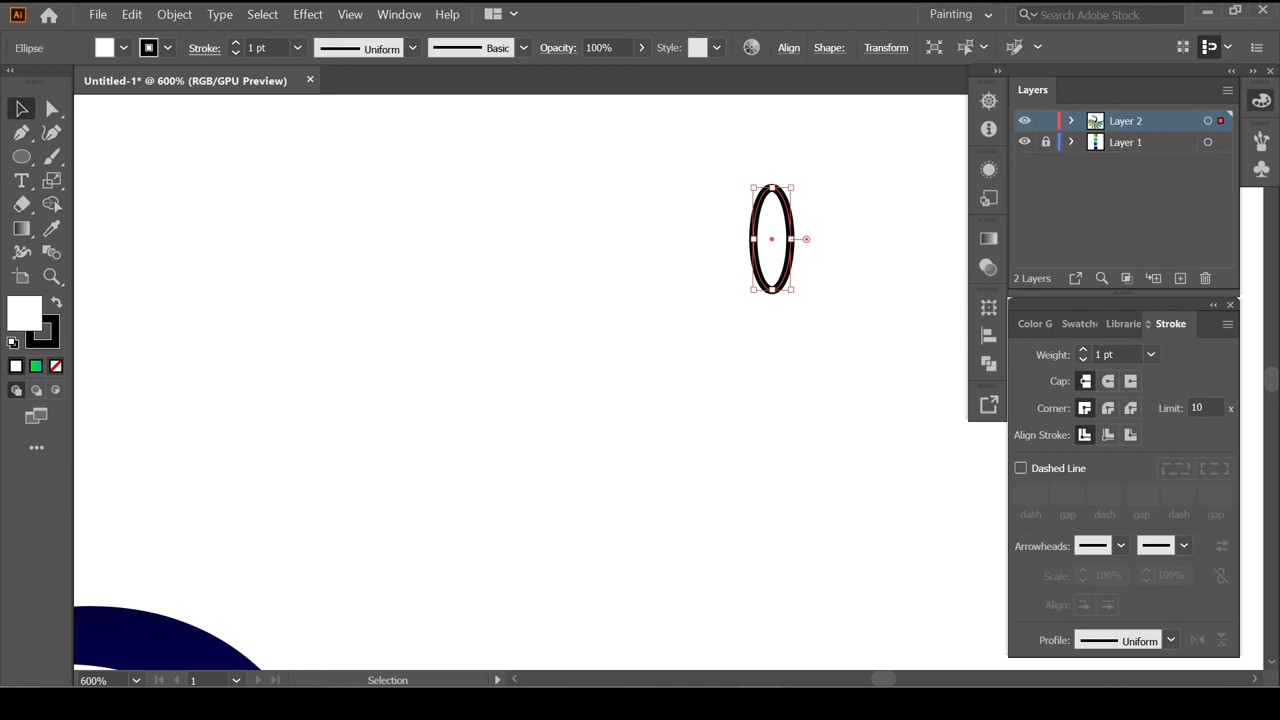 Ai File Edit Object Type Select Effect View Window Help Painting Search Adobe Stock
Ellipse Stroke: 1 pt Uniform Basic Opacity: 100% Style: Align Shape: Transform
Untitled-1* @ 600% (RGB/GPU Preview)
Layers
Layer 2
Layer 1
2 Layers
Color G Swatche Librarie Stroke
Weight: 1 pt
Cap:
Corner: Limit: 10 x
Align Stroke:
Dashed Line
dash gap dash gap dash gap
Arrowheads:
Scale: 100% 100%
Align:
Profile: Uniform
600% 1 Selection